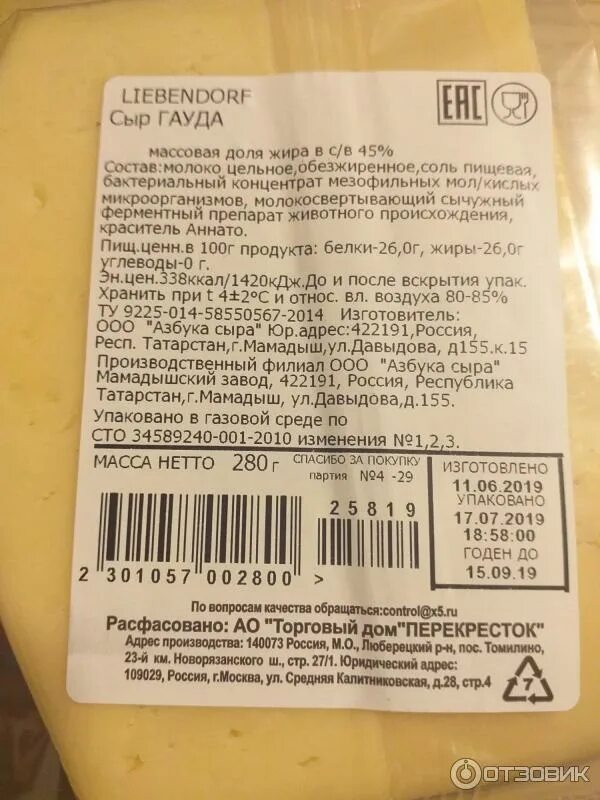 LIEBENDORF
Сыр ГАУДА
EAC
массовая доля жира в с/в 45%
Состав:молоко цельное,обезжиренное,соль пищевая,
бактериальный концентрат мезофильных мол/кислых
микроорганизмов, молокосвертывающий сычужный
ферментный препарат животного происхождения,
краситель Аннато.
Пищ.ценн.в 100г продукта: белки-26,0г, жиры-26,0г
углеводы-0 г.
Эн.цен.338ккал/1420кДж.До и после вскрытия упак.
Хранить при t 4±2°С и относ. вл. воздуха 80-85%
ТУ 9225-014-58550567-2014 Изготовитель:
ООО "Азбука сыра" Юр.адрес:422191,Россия,
Респ. Татарстан,г.Мамадыш,ул.Давыдова, д155.к.15
Производственный филиал ООО "Азбука сыра"
Мамадышский завод, 422191, Россия, Республика
Татарстан,г.Мамадыш, ул.Давыдова,д.155.
Упаковано в газовой среде по
СТО 34589240-001-2010 изменения №1,2,3.
МАССА НЕТТО 280 г
СПАСИБО ЗА ПОКУПКУ
партия №4 -29
ИЗГОТОВЛЕНО
11.06.2019
УПАКОВАНО
17.07.2019
18:58:00
ГОДЕН ДО
15.09.19
25819
2 301057 002800 >
По вопросам качества обращаться:control@x5.ru
Расфасовано: АО "Торговый дом"ПЕРЕКРЕСТОК"
Адрес производства: 140073 Россия, М.О., Люберецкий р-н, пос. Томилино,
23-й км. Новорязанского ш., стр. 27/1. Юридический адрес:
109029, Россия, г.Москва, ул. Средняя Калитниковская, д.28, стр.4
7
ОТЗОВИК